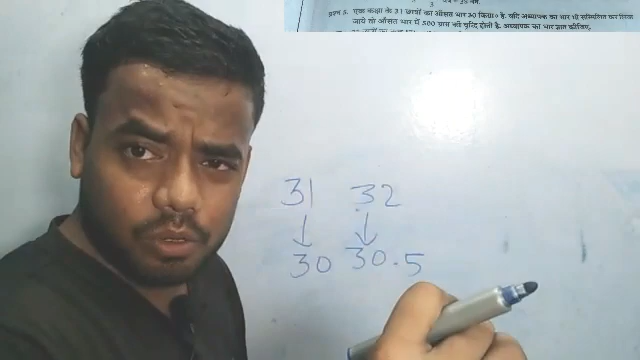 प्रश्न 5. एक कक्षा के 31 छात्रों का औसत भार 30 किग्रा० है. यदि अध्यापक का भार भी सम्मिलित कर लिया
जाये तो औसत भार में 500 ग्राम की वृद्धि होती है. अध्यापक का भार ज्ञात कीजिए.
31 32
30 30.5